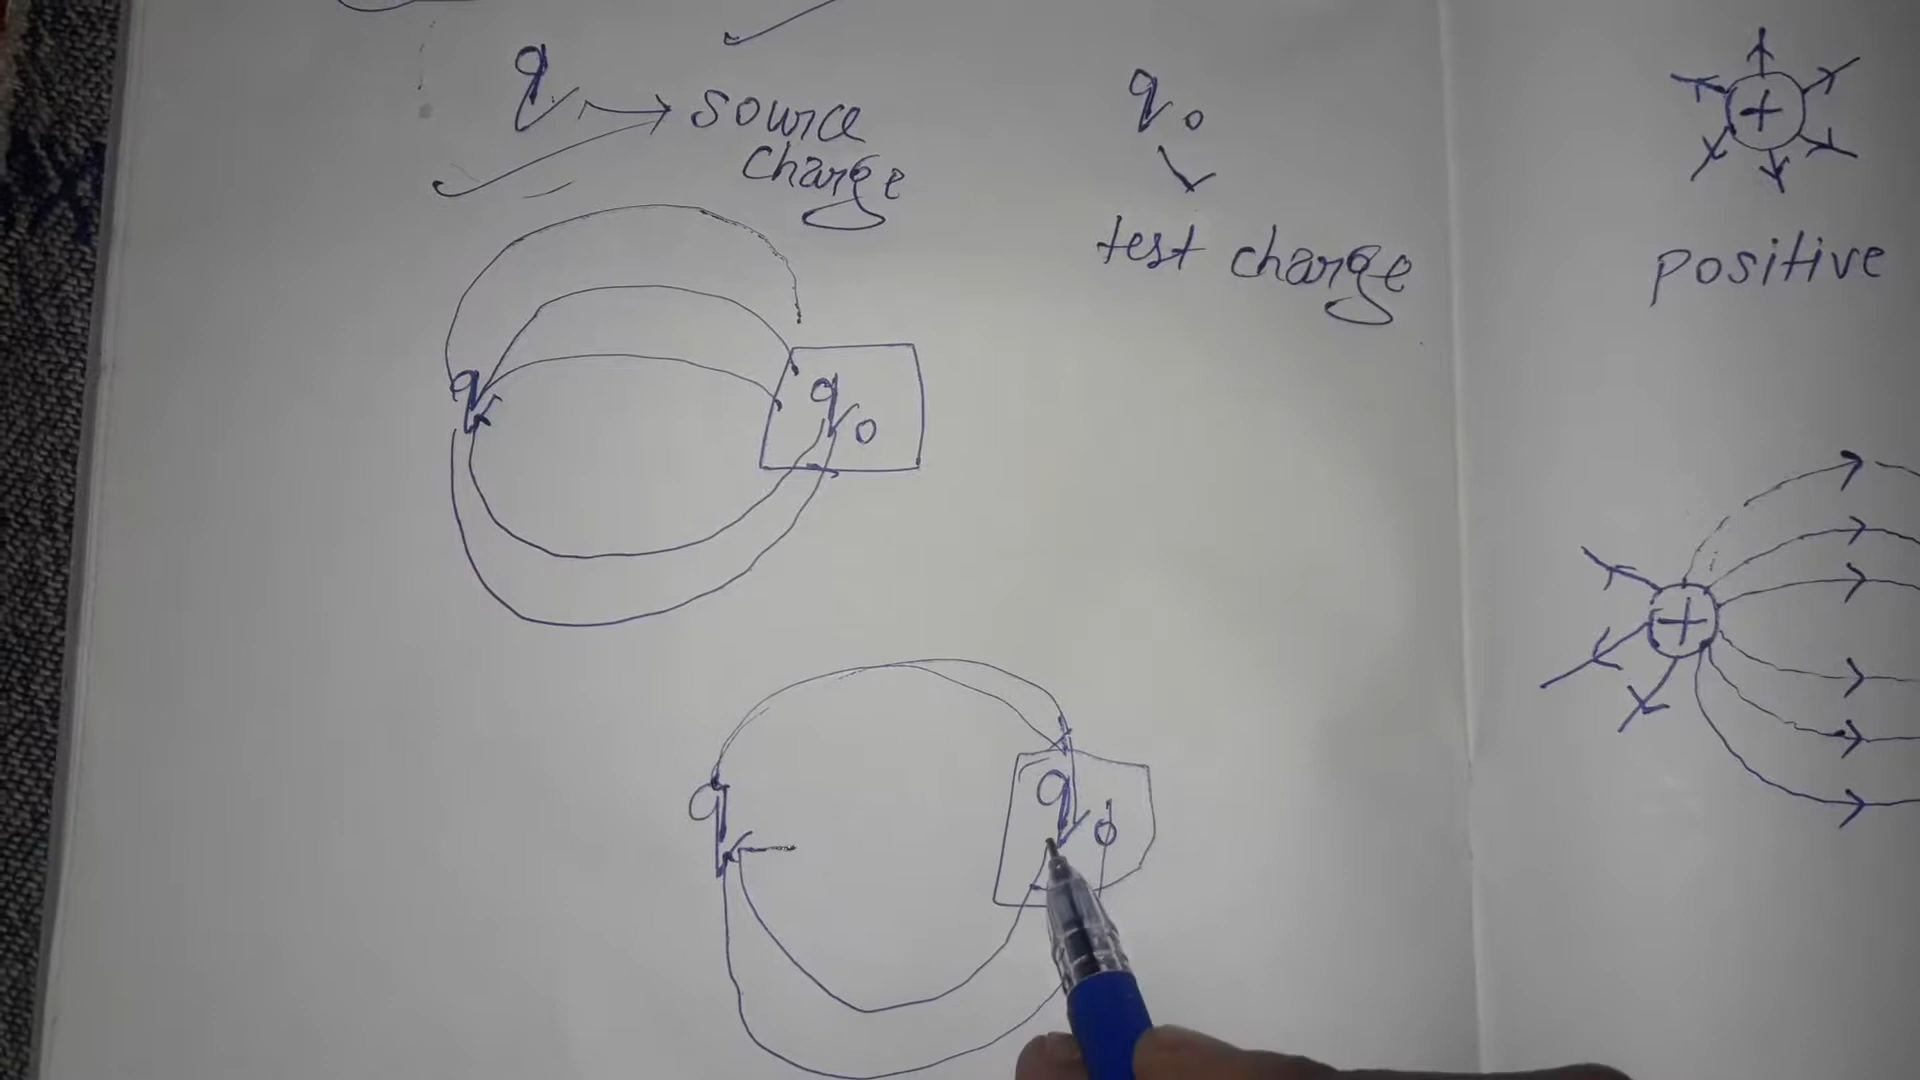 q → source
charge
q₀
test charge
+
positive
q
q₀
+
q
q₀